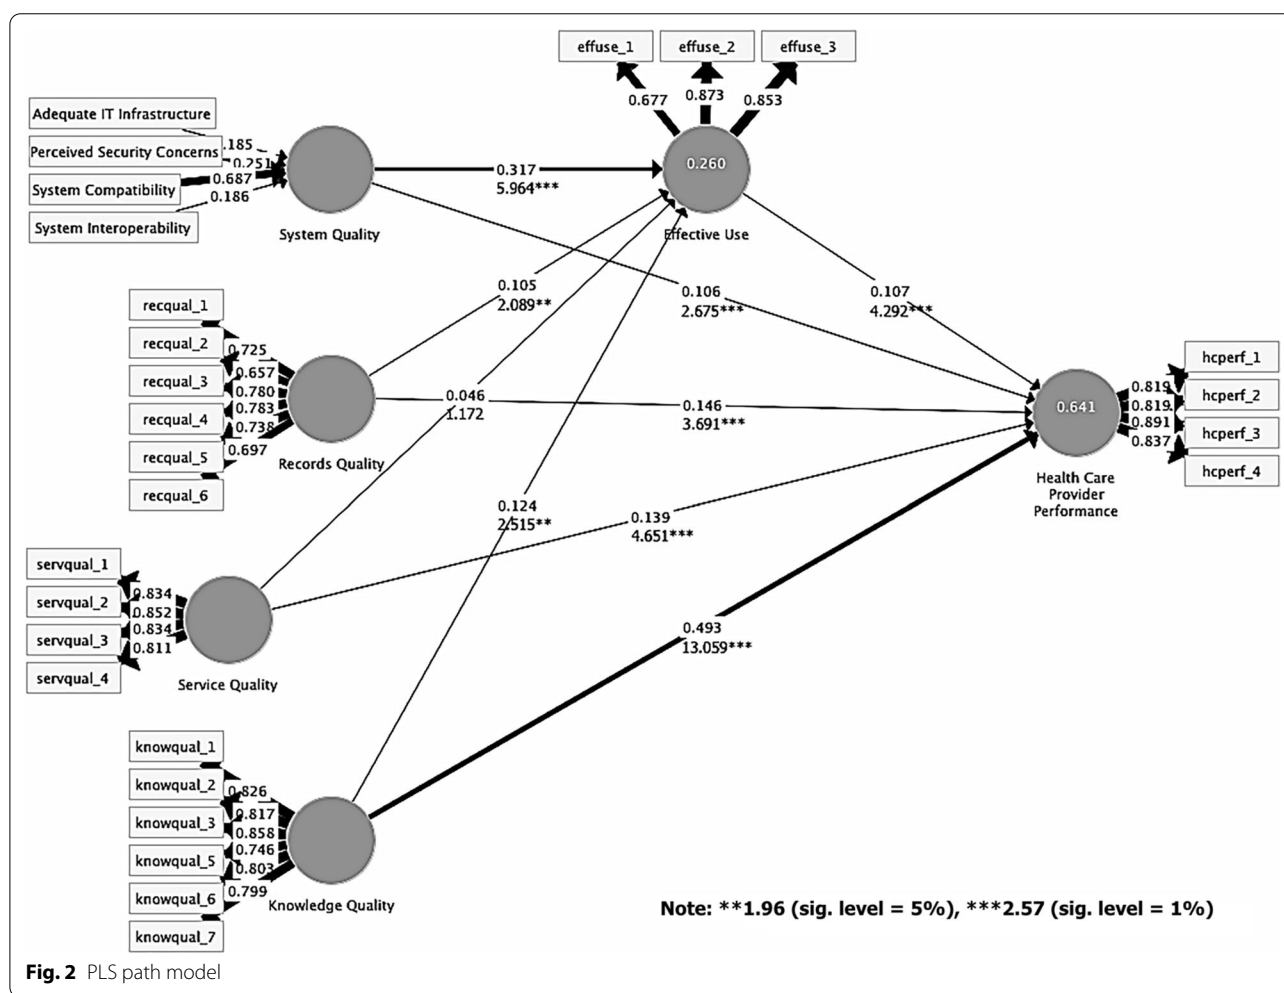 effuse_1
effuse_2
effuse_3
0.677
0.873
0.853
Adequate IT Infrastructure
Perceived Security Concerns
System Compatibility
System Interoperability
.185
0.251
0.687
0.186
System Quality
0.317
5.964***
0.260
Effective Use
recqual_1
recqual_2
recqual_3
recqual_4
recqual_5
recqual_6
0.725
0.657
0.780
0.783
0.738
0.697
Records Quality
0.105
2.089**
0.106
2.675***
0.107
4.292***
0.046
1.172
0.146
3.691***
0.641
Health Care
Provider
Performance
0.819
0.819
0.891
0.837
hcperf_1
hcperf_2
hcperf_3
hcperf_4
servqual_1
servqual_2
servqual_3
servqual_4
0.834
0.852
0.834
0.811
Service Quality
0.124
2.515**
0.139
4.651***
0.493
13.059***
knowqual_1
knowqual_2
knowqual_3
knowqual_5
knowqual_6
knowqual_7
0.826
0.817
0.858
0.746
0.803
0.799
Knowledge Quality
Note: **1.96 (sig. level = 5%), ***2.57 (sig. level = 1%)
Fig. 2 PLS path model